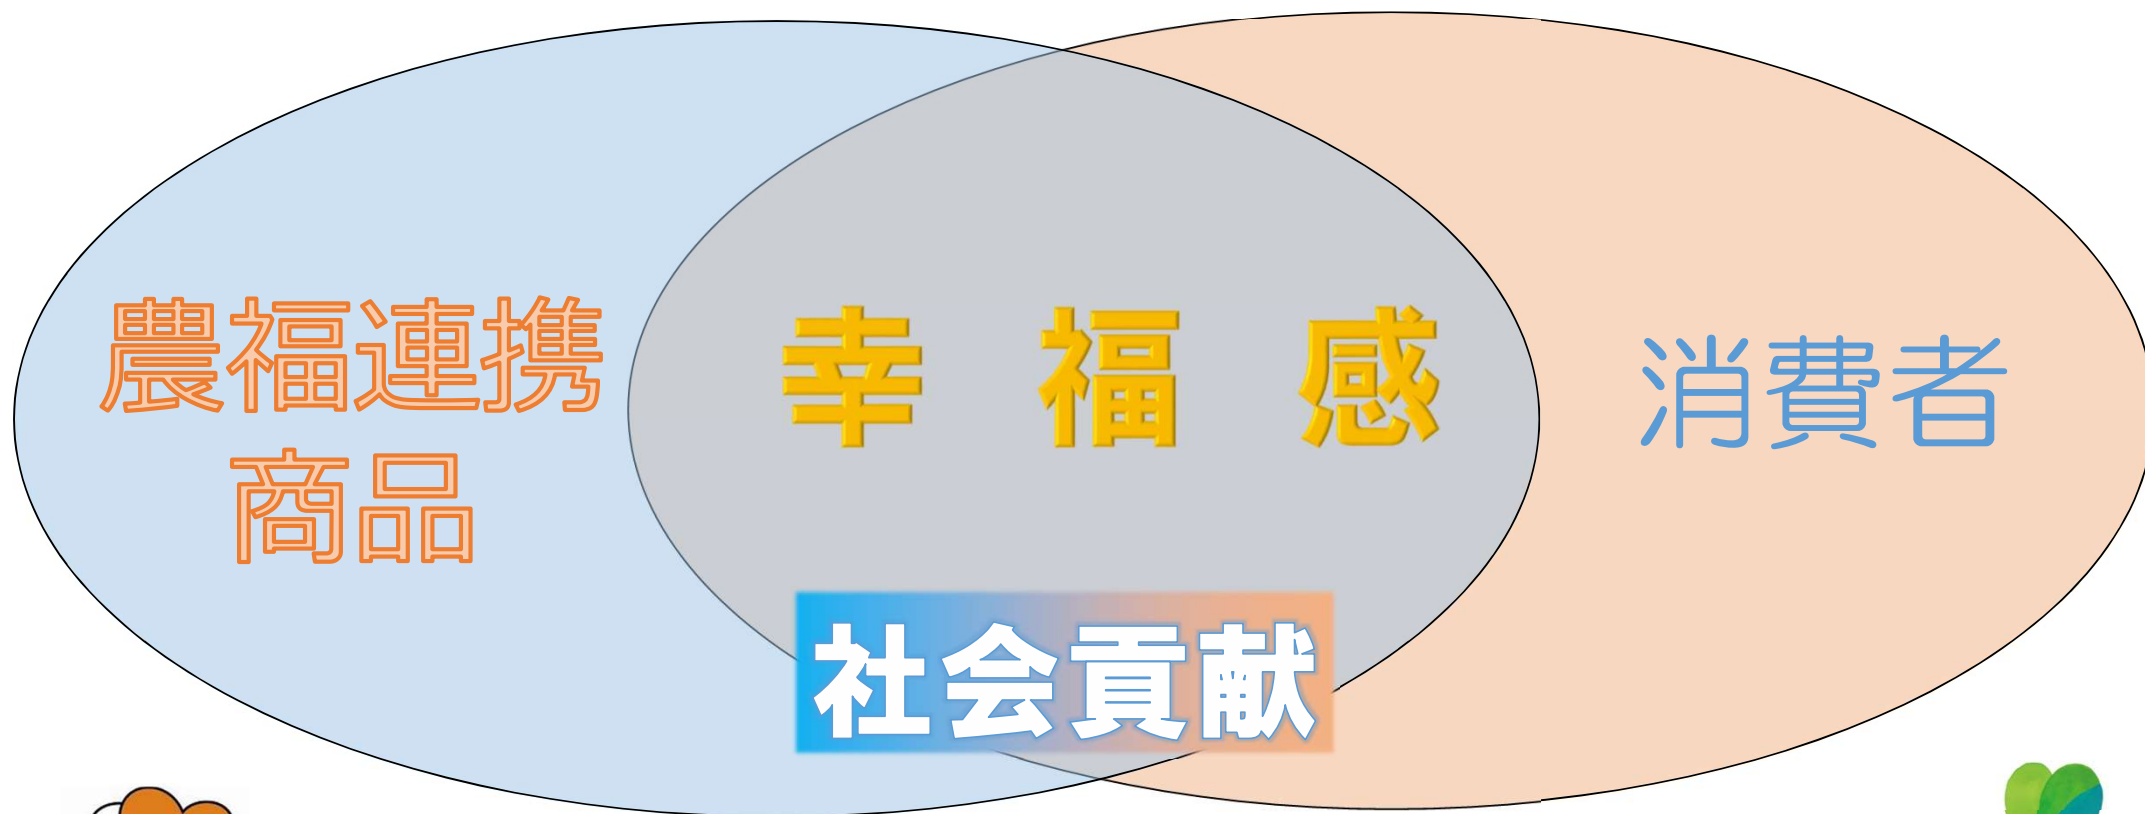 農福連携
商品
幸福感
消費者
社会貢献